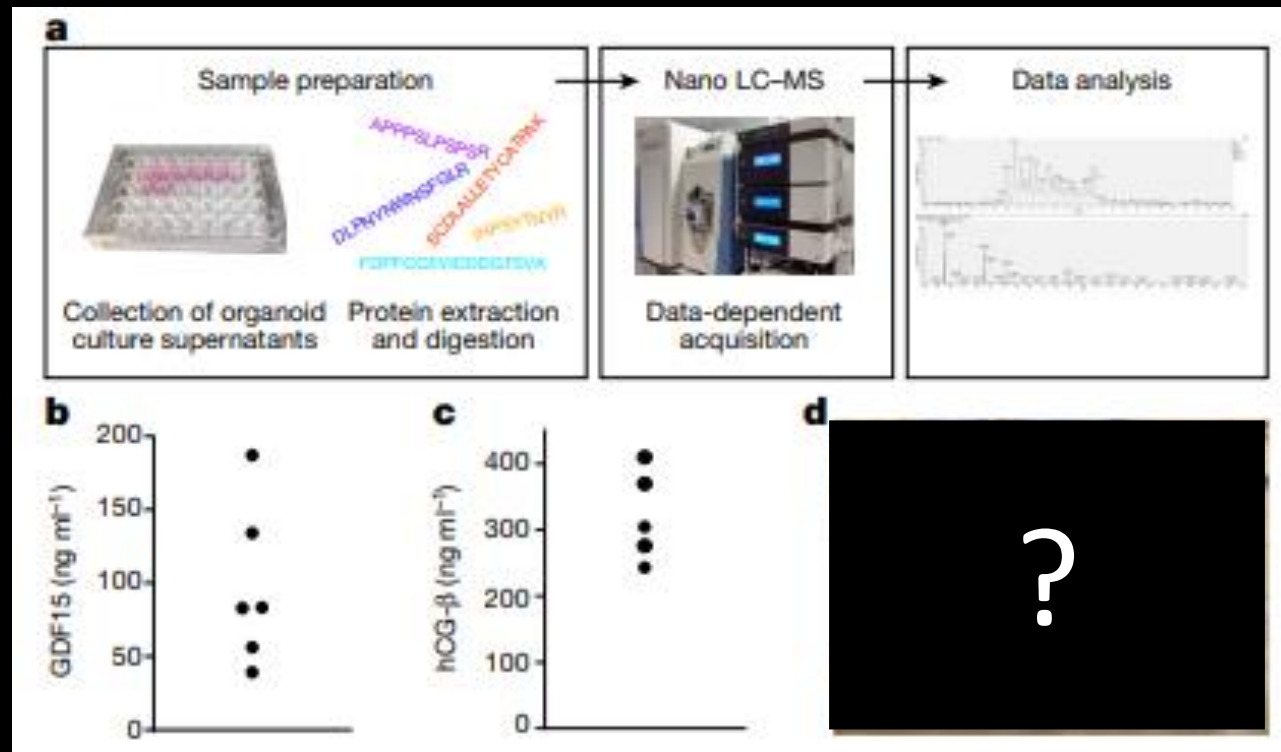 a
Sample preparation
Nano LC–MS
Data analysis
APPPSLPSPSR
Collection of organoid
culture supernatants
Protein extraction
and digestion
Data-dependent
acquisition
b
200
150
100
50
0
GDF15 (ng ml⁻¹)
c
400
300
200
100
0
hCG-β (ng ml⁻¹)
d
?